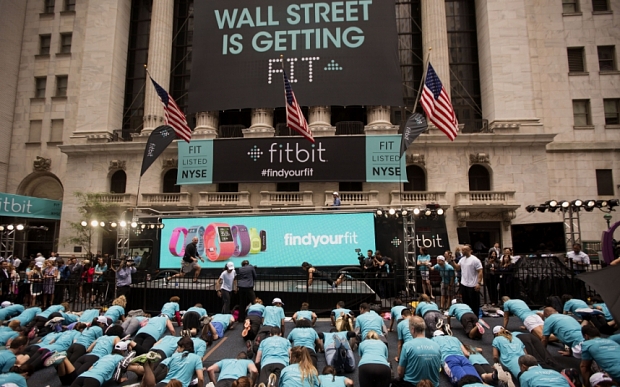 WALL STREET
IS GETTING
FIT
FIT
LISTED
NYSE
fitbit
#findyourfit
FIT
LISTED
NYSE
fitbit
findyourfit
fitbit